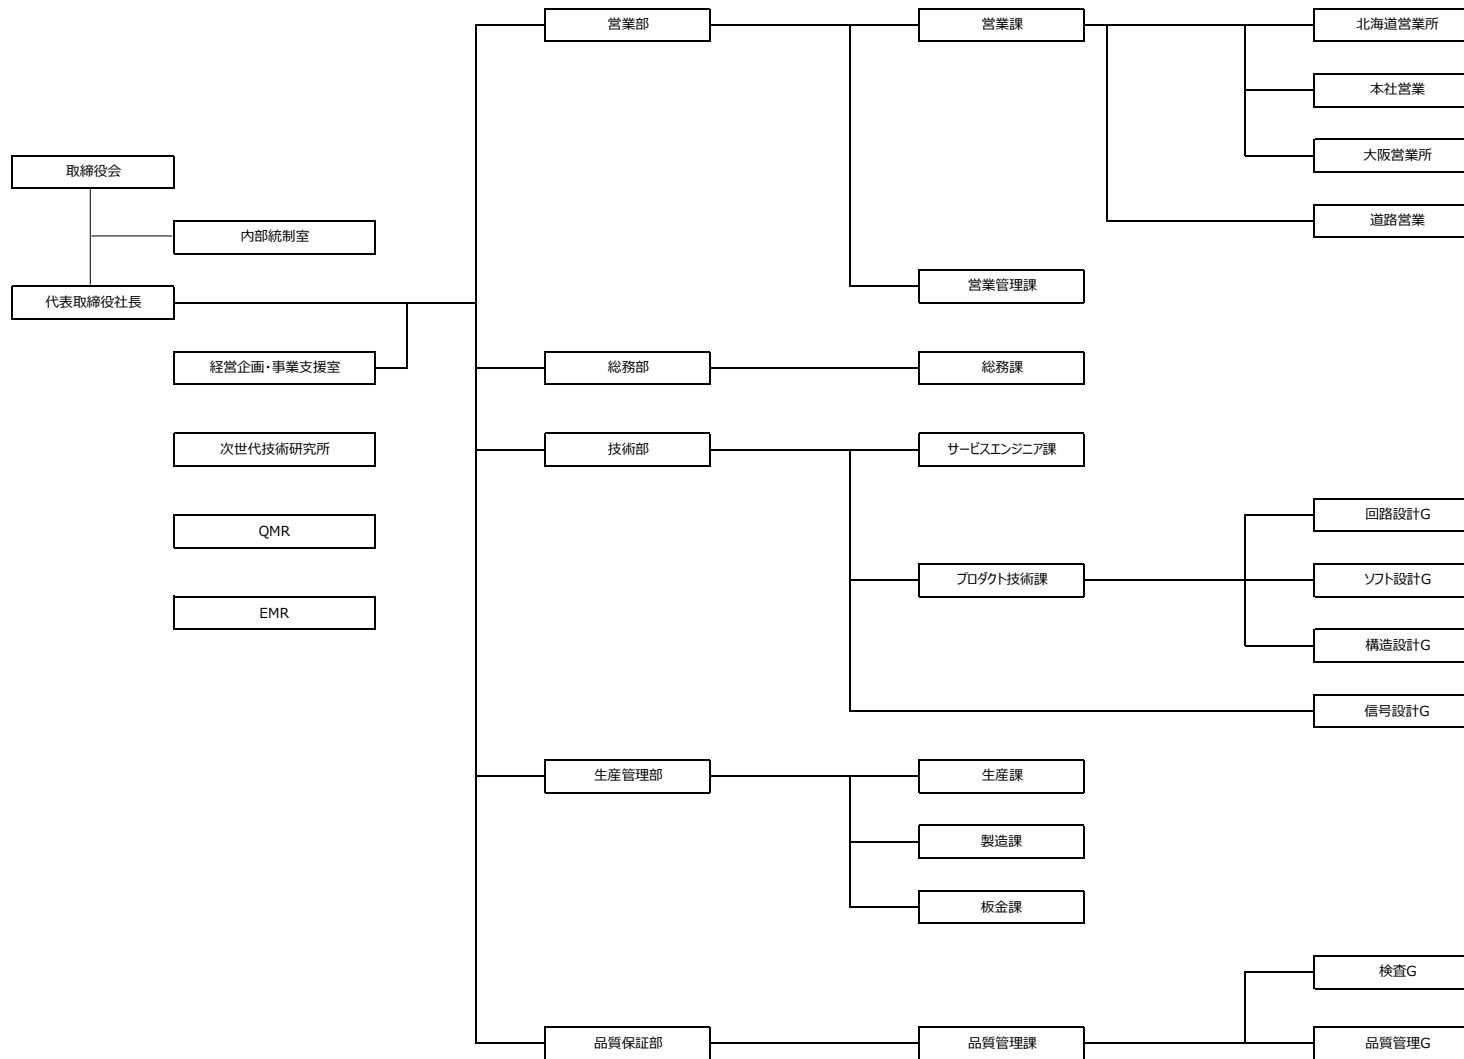 営業部
営業課
北海道営業所
本社営業
大阪営業所
道路営業
取締役会
内部統制室
代表取締役社長
営業管理課
経営企画・事業支援室
総務部
総務課
次世代技術研究所
技術部
サービスエンジニア課
QMR
回路設計G
プロダクト技術課
ソフト設計G
EMR
構造設計G
信号設計G
生産管理部
生産課
製造課
板金課
検査G
品質保証部
品質管理課
品質管理G